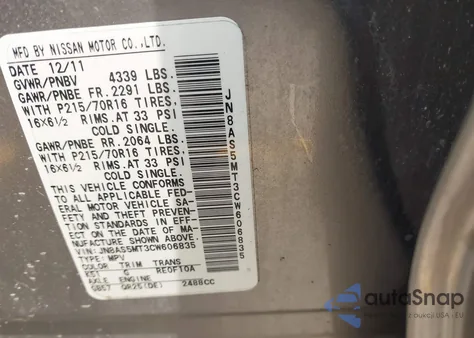 MFD BY NISSAN MOTOR CO.,LTD.
DATE 12/11
GVWR/PNBV 4339 LBS.
GAWR/PNBE FR. 2291 LBS.
WITH P215/70R16 TIRES,
16X6½ RIMS.AT 33 PSI
COLD SINGLE.
GAWR/PNBE RR. 2064 LBS.
WITH P215/70R16 TIRES,
16X6½ RIMS.AT 33 PSI
COLD SINGLE.
THIS VEHICLE CONFORMS
TO ALL APPLICABLE FED-
ERAL MOTOR VEHICLE SA-
FETY AND THEFT PREVEN-
TION STANDARDS IN EFF-
ECT ON THE DATE OF MA-
NUFACTURE SHOWN ABOVE.
VIN: JN8AS5MT3CW606835
TYPE: MPV
COLOR TRIM TRANS
G RE0F10A
AXLE ENGINE
QR25(DE) 2488CC
JN8AS5MT3CW606835
autoSnap
USA - EU